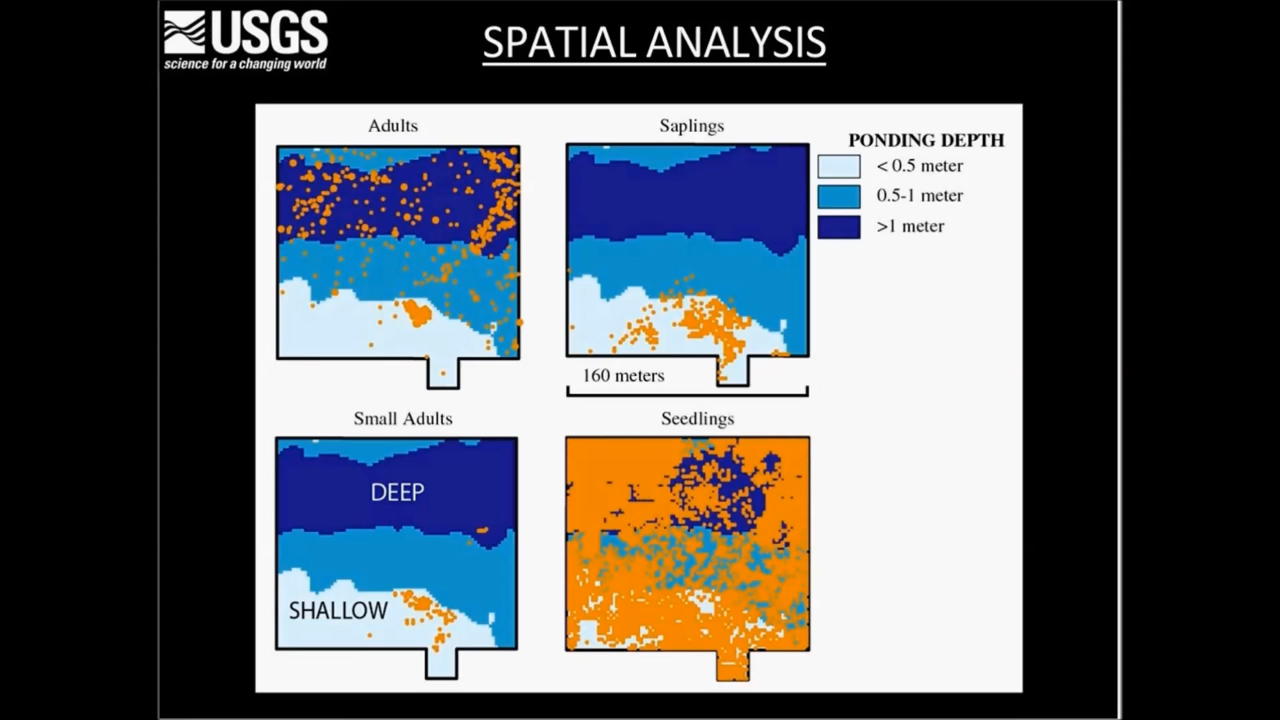 USGS
science for a changing world
SPATIAL ANALYSIS
Adults
Saplings
PONDING DEPTH
< 0.5 meter
0.5-1 meter
>1 meter
160 meters
Small Adults
Seedlings
DEEP
SHALLOW